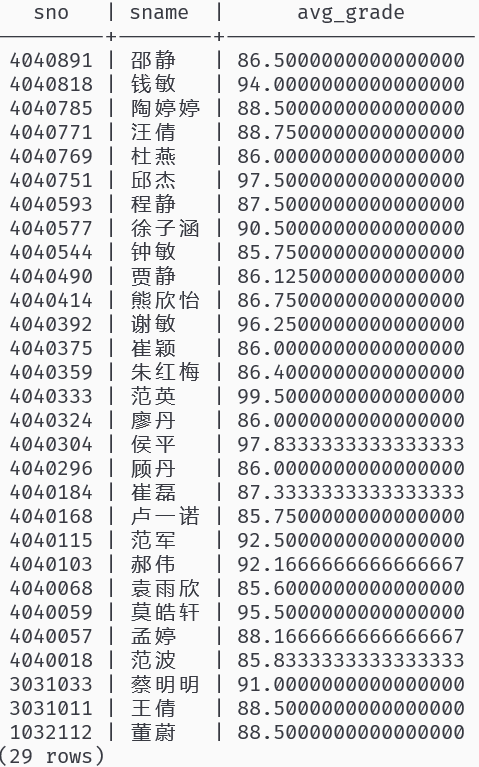 sno | sname | avg_grade
---------+--------+---------------------
4040891 | 邵静 | 86.5000000000000000
4040818 | 钱敏 | 94.0000000000000000
4040785 | 陶婷婷 | 88.5000000000000000
4040771 | 汪倩 | 88.7500000000000000
4040769 | 杜燕 | 86.0000000000000000
4040751 | 邱杰 | 97.5000000000000000
4040593 | 程静 | 87.5000000000000000
4040577 | 徐子涵 | 90.5000000000000000
4040544 | 钟敏 | 85.7500000000000000
4040490 | 贾静 | 86.1250000000000000
4040414 | 熊欣怡 | 86.7500000000000000
4040392 | 谢敏 | 96.2500000000000000
4040375 | 崔颖 | 86.0000000000000000
4040359 | 朱红梅 | 86.4000000000000000
4040333 | 范英 | 99.5000000000000000
4040324 | 廖丹 | 86.0000000000000000
4040304 | 侯平 | 97.8333333333333333
4040296 | 顾丹 | 86.0000000000000000
4040184 | 崔磊 | 87.3333333333333333
4040168 | 卢一诺 | 85.7500000000000000
4040115 | 范军 | 92.5000000000000000
4040103 | 郝伟 | 92.1666666666666667
4040068 | 袁雨欣 | 85.6000000000000000
4040059 | 莫皓轩 | 95.5000000000000000
4040057 | 孟婷 | 88.1666666666666667
4040018 | 范波 | 85.8333333333333333
3031033 | 蔡明明 | 91.0000000000000000
3031011 | 王倩 | 88.5000000000000000
1032112 | 董蔚 | 88.5000000000000000
(29 rows)